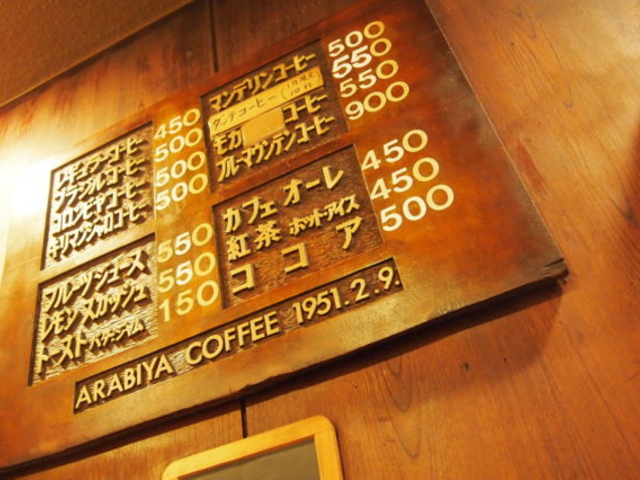 レギュラーコーヒー 450
ブラジルコーヒー 500
コロンビヤコーヒー 500
キリマンジャロコーヒー 500
フルーツジュース 550
レモンスカッシュ 550
トースト バター・ジャム 150
マンデリンコーヒー 500
コーヒー 550
モカ コーヒー 550
ブルーマウンテンコーヒー 900
カフェ オーレ 450
紅茶 ホット・アイス 450
ココア 500
ARABIYA COFFEE 1951.2.9.